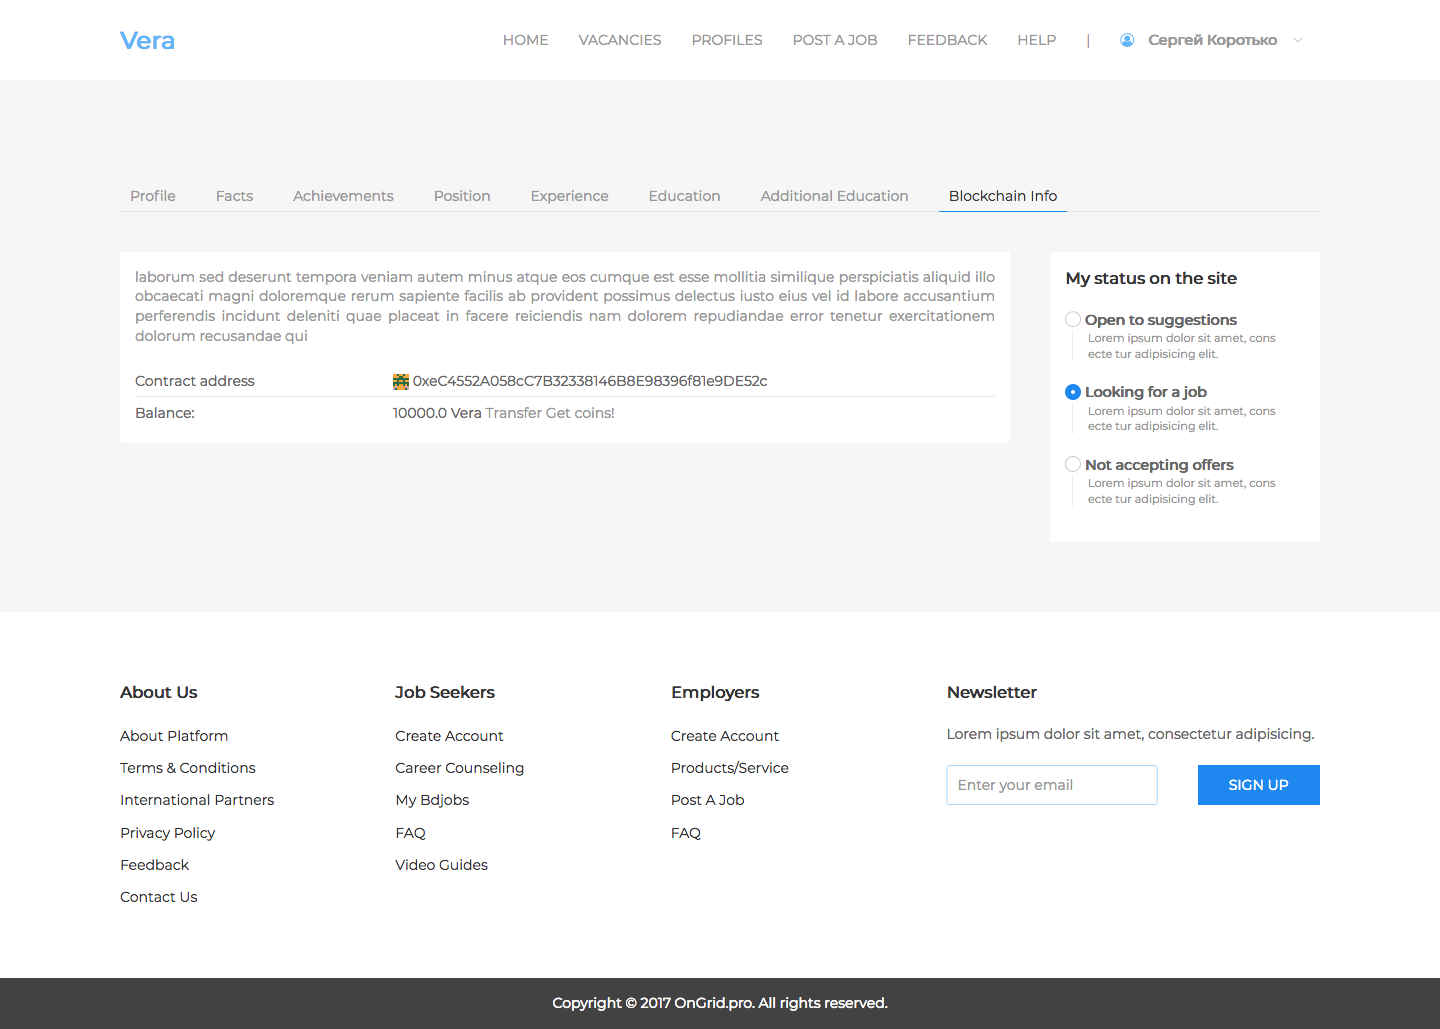 Vera
HOME VACANCIES PROFILES POST A JOB FEEDBACK HELP | Сергей Коротько
Profile Facts Achievements Position Experience Education Additional Education Blockchain Info
laborum sed deserunt tempora veniam autem minus atque eos cumque est esse mollitia similique perspiciatis aliquid illo
obcaecati magni doloremque rerum sapiente facilis ab provident possimus delectus iusto eius vel id labore accusantium
perferendis incidunt deleniti quae placeat in facere reiciendis nam dolorem repudiandae error tenetur exercitationem
dolorum recusandae qui
Contract address 0xeC4552A058cC7B32338146B8E98396f81e9DE52c
Balance: 10000.0 Vera Transfer Get coins!
My status on the site
Open to suggestions
Lorem ipsum dolor sit amet, cons
ecte tur adipisicing elit.
Looking for a job
Lorem ipsum dolor sit amet, cons
ecte tur adipisicing elit.
Not accepting offers
Lorem ipsum dolor sit amet, cons
ecte tur adipisicing elit.
About Us
About Platform
Terms & Conditions
International Partners
Privacy Policy
Feedback
Contact Us
Job Seekers
Create Account
Career Counseling
My Bdjobs
FAQ
Video Guides
Employers
Create Account
Products/Service
Post A Job
FAQ
Newsletter
Lorem ipsum dolor sit amet, consectetur adipisicing.
Enter your email
SIGN UP
Copyright © 2017 OnGrid.pro. All rights reserved.